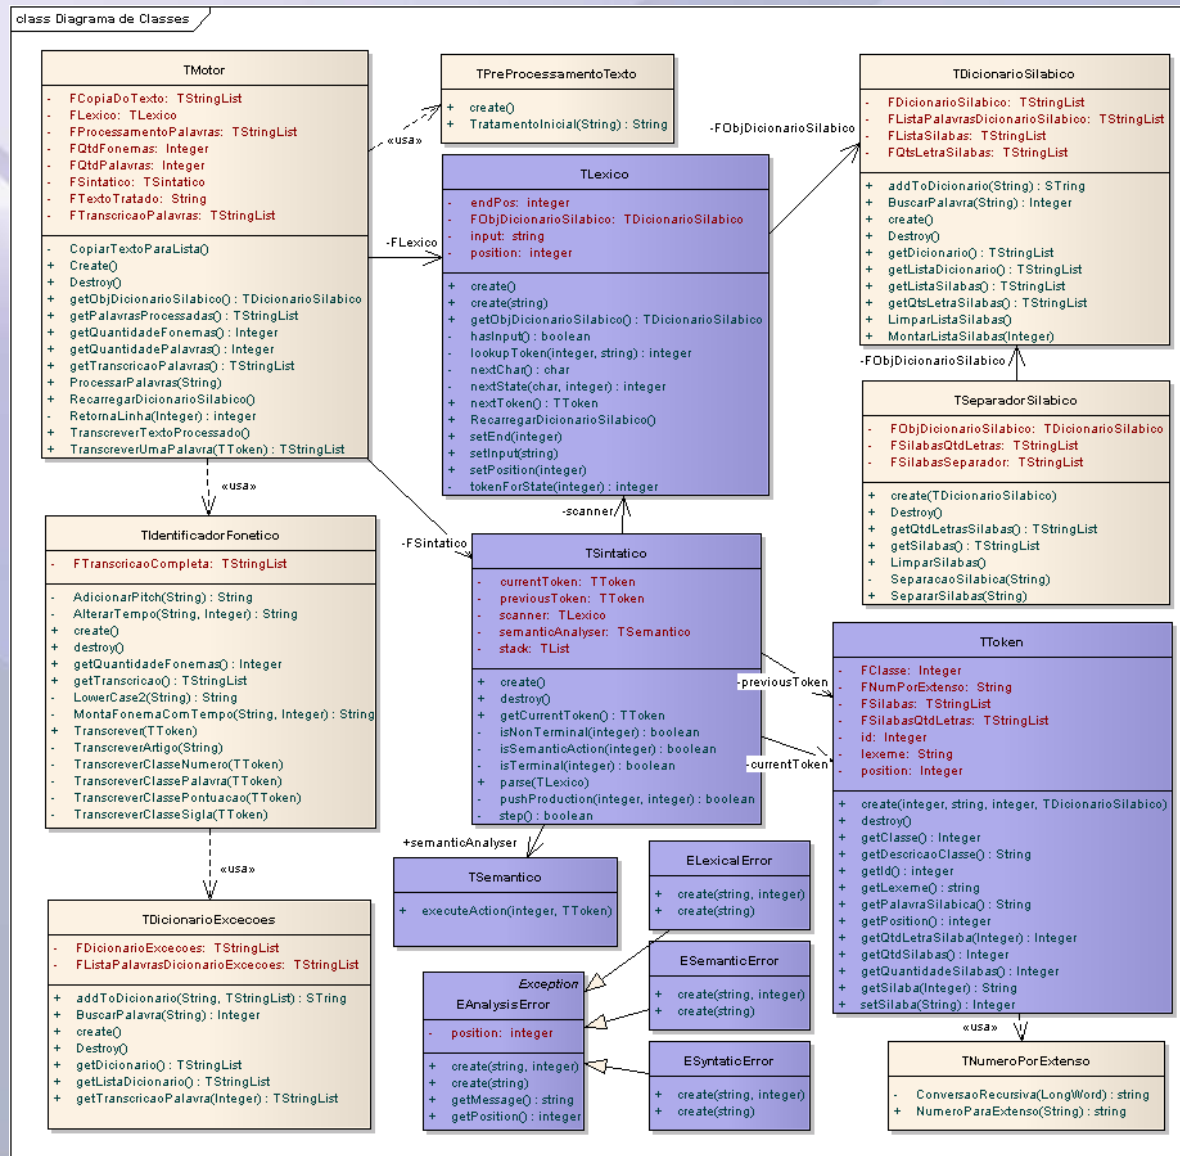 class Diagrama de Classes
TMotor
- FCopiaDoTexto: TStringList
- FLexico: TLexico
- FProcessamentoPalavras: TStringList
- FQtdFonemas: Integer
- FQtdPalavras: Integer
- FSintatico: TSintatico
- FTextoTratado: String
- FTranscricaoPalavras: TStringList
- CopiarTextoParaLista()
+ Create()
+ Destroy()
+ getObjDicionarioSilabico() : TDicionarioSilabico
+ getPalavrasProcessadas() : TStringList
+ getQuantidadeFonemas() : Integer
+ getQuantidadePalavras() : Integer
+ getTranscricaoPalavras() : TStringList
+ ProcessarPalavras(String)
+ RecarregarDicionarioSilabico()
- RetornaLinha(Integer) : integer
+ TranscreverTextoProcessado()
+ TranscreverUmaPalavra(TToken) : TStringList
«usa»
TPreProcessamentoTexto
+ create()
+ TratamentoInicial(String) : String
-FLexico
TLexico
- endPos: integer
- FObjDicionarioSilabico: TDicionarioSilabico
- input: string
- position: integer
+ create()
+ create(string)
+ getObjDicionarioSilabico() : TDicionarioSilabico
- hasInput() : boolean
- lookupToken(integer, string) : integer
- nextChar() : char
- nextState(char, integer) : integer
+ nextToken() : TToken
+ RecarregarDicionarioSilabico()
+ setEnd(integer)
+ setInput(string)
+ setPosition(integer)
- tokenForState(integer) : integer
-FObjDicionarioSilabico
TDicionarioSilabico
- FDicionarioSilabico: TStringList
- FListaPalavrasDicionarioSilabico: TStringList
- FListaSilabas: TStringList
- FQtsLetraSilabas: TStringList
+ addToDicionario(String) : STring
+ BuscarPalavra(String) : Integer
+ create()
+ Destroy()
+ getDicionario() : TStringList
+ getListaDicionario() : TStringList
+ getListaSilabas() : TStringList
+ getQtsLetraSilabas() : TStringList
+ LimparListaSilabas()
+ MontarListaSilabas(Integer)
-FObjDicionarioSilabico
TSeparadorSilabico
- FObjDicionarioSilabico: TDicionarioSilabico
- FSilabasQtdLetras: TStringList
- FSilabasSeparador: TStringList
+ create(TDicionarioSilabico)
+ Destroy()
+ getQtdLetrasSilabas() : TStringList
+ getSilabas() : TStringList
+ LimparSilabas()
- SeparacaoSilabica(String)
+ SepararSilabas(String)
«usa»
TIdentificadorFonetico
- FTranscricaoCompleta: TStringList
- AdicionarPitch(String) : String
- AlterarTempo(String, Integer) : String
+ create()
+ destroy()
+ getQuantidadeFonemas() : Integer
+ getTranscricao() : TStringList
- LowerCase2(String) : String
- MontaFonemaComTempo(String, Integer) : String
+ Transcrever(TToken)
- TranscreverArtigo(String)
- TranscreverClasseNumero(TToken)
- TranscreverClassePalavra(TToken)
- TranscreverClassePontuacao(TToken)
- TranscreverClasseSigla(TToken)
-FSintatico
-scanner
TSintatico
- currentToken: TToken
- previousToken: TToken
- scanner: TLexico
- semanticAnalyser: TSemantico
- stack: TList
+ create()
+ destroy()
+ getCurrentToken() : TToken
- isNonTerminal(integer) : boolean
- isSemanticAction(integer) : boolean
- isTerminal(integer) : boolean
+ parse(TLexico)
- pushProduction(integer, integer) : boolean
- step() : boolean
-previousToken
-currentToken
TToken
- FClasse: Integer
- FNumPorExtenso: String
- FSilabas: TStringList
- FSilabasQtdLetras: TStringList
- id: Integer
- lexeme: String
- position: Integer
+ create(integer, string, integer, TDicionarioSilabico)
+ destroy()
+ getClasse() : Integer
+ getDescricaoClasse() : String
+ getId() : integer
+ getLexeme() : string
+ getPalavraSilabica() : String
+ getPosition() : integer
+ getQtdLetraSilaba(Integer) : Integer
+ getQtdSilabas() : Integer
+ getQuantidadeSilabas() : Integer
+ getSilaba(Integer) : String
+ setSilaba(String) : Integer
«usa»
TDicionarioExcecoes
- FDicionarioExcecoes: TStringList
- FListaPalavrasDicionarioExcecoes: TStringList
+ addToDicionario(String, TStringList) : STring
+ BuscarPalavra(String) : Integer
+ create()
+ Destroy()
+ getDicionario() : TStringList
+ getListaDicionario() : TStringList
+ getTranscricaoPalavra(Integer) : TStringList
+semanticAnalyser
TSemantico
+ executeAction(integer, TToken)
Exception
EAnalysisError
- position: integer
+ create(string, integer)
+ create(string)
+ getMessage() : string
+ getPosition() : integer
ELexicalError
+ create(string, integer)
+ create(string)
ESemanticError
+ create(string, integer)
+ create(string)
ESyntaticError
+ create(string, integer)
+ create(string)
«usa»
TNumeroPorExtenso
- ConversaoRecursiva(LongWord) : string
+ NumeroParaExtenso(String) : string